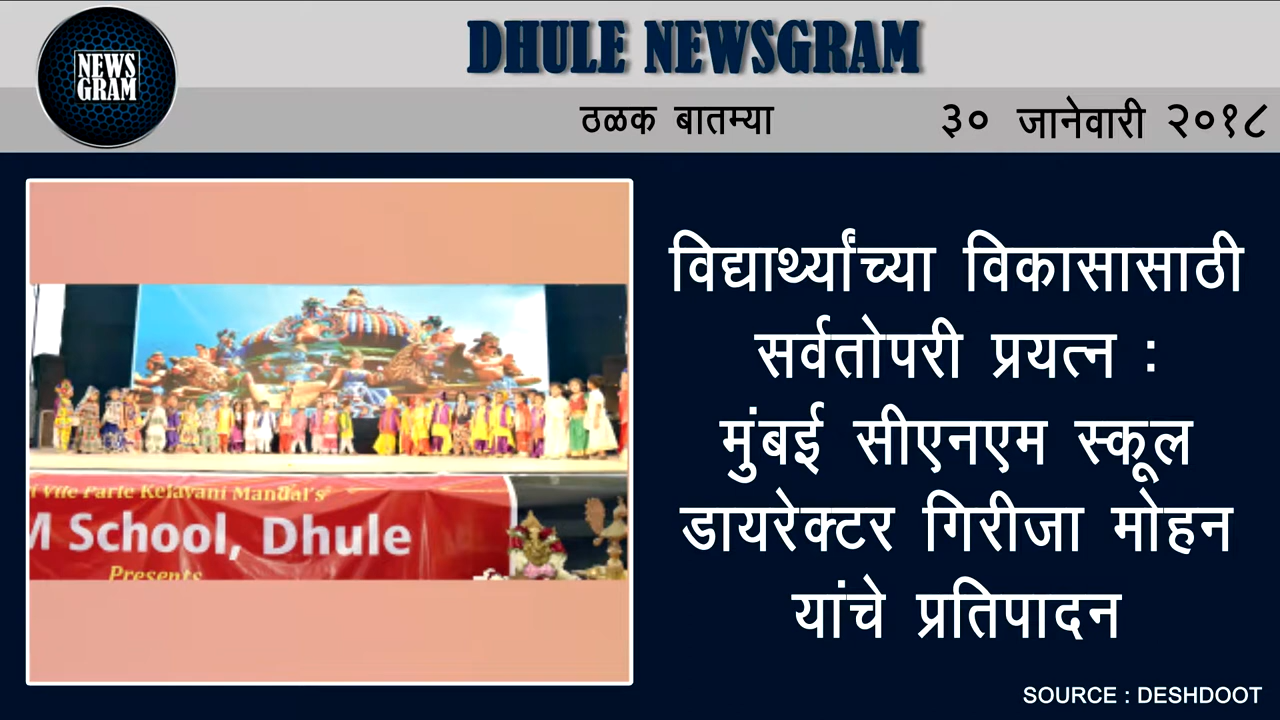 NEWS
GRAM
DHULE NEWSGRAM
ठळक बातम्या
३० जानेवारी २०१८
विद्यार्थ्यांच्या विकासासाठी
सर्वतोपरी प्रयत्न :
मुंबई सीएनएम स्कूल
डायरेक्टर गिरीजा मोहन
यांचे प्रतिपादन
Vile Parle Kelavani Mandal's
M School, Dhule
Presents
SOURCE : DESHDOOT